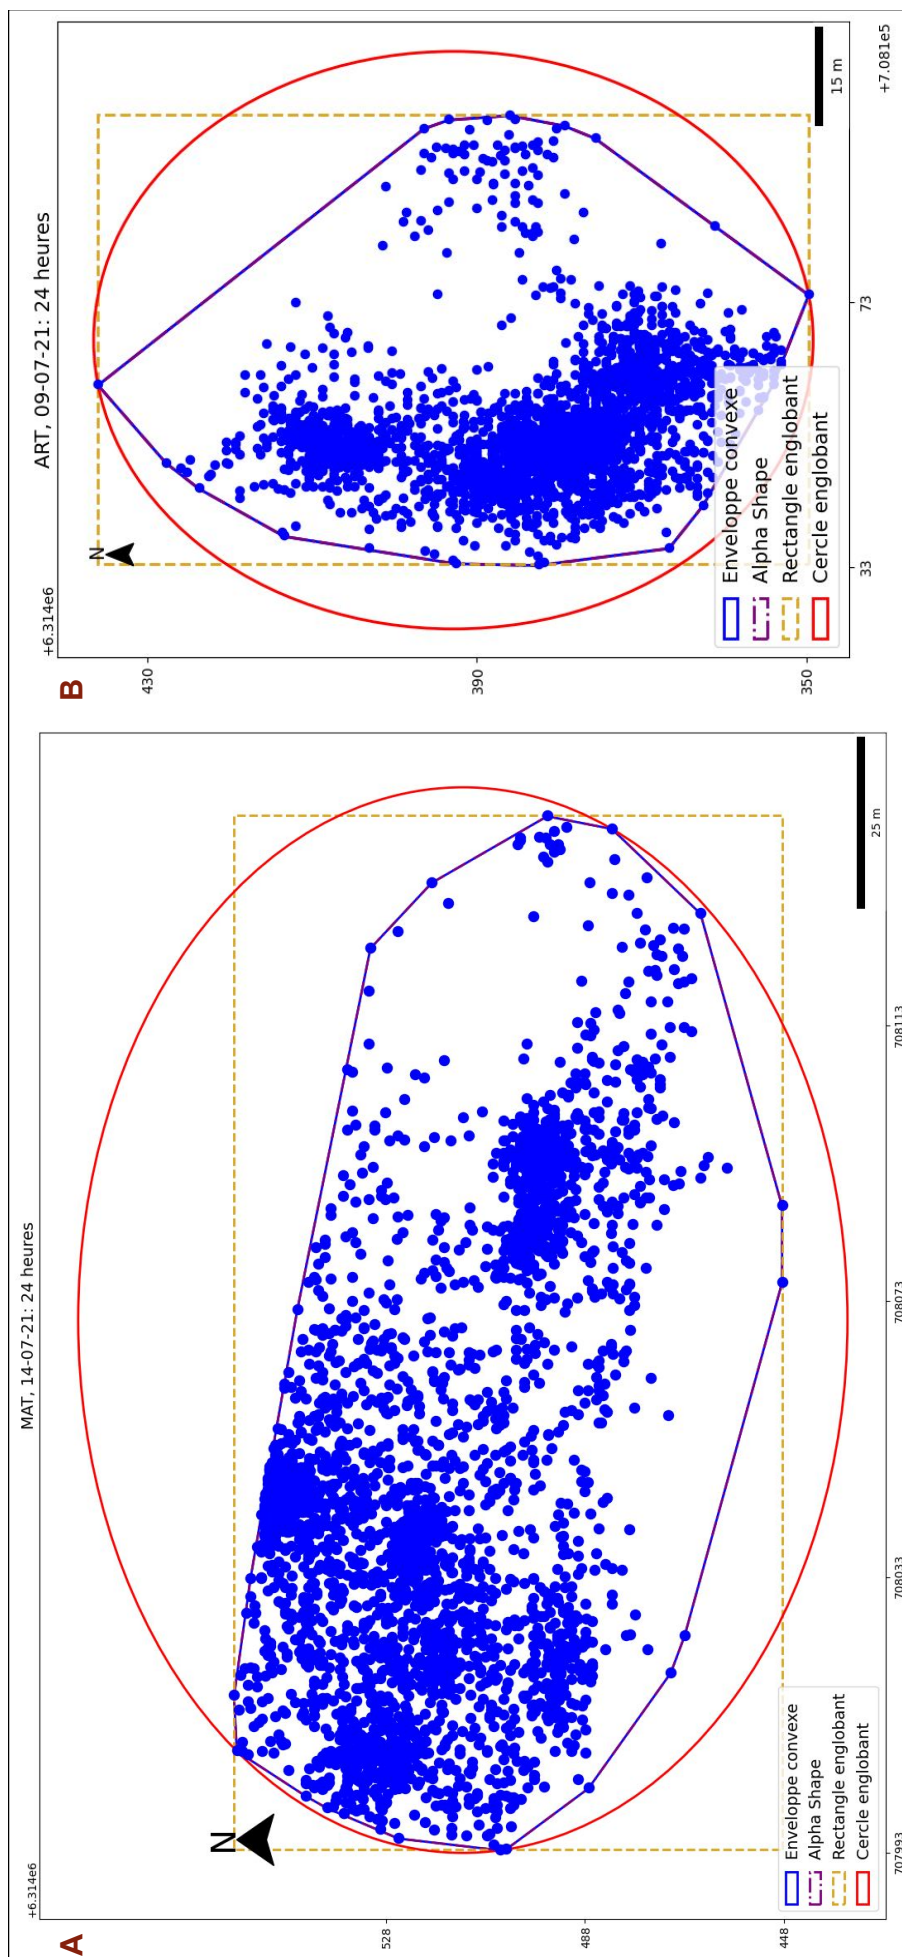 A
MAT, 14-07-21: 24 heures
+6.314e6
N
528
488
448
707993
708033
708073
708113
25 m
Enveloppe convexe
Alpha Shape
Rectangle englobant
Cercle englobant
B
ART, 09-07-21: 24 heures
+6.314e6
N
430
390
350
33
73
+7.081e5
15 m
Enveloppe convexe
Alpha Shape
Rectangle englobant
Cercle englobant